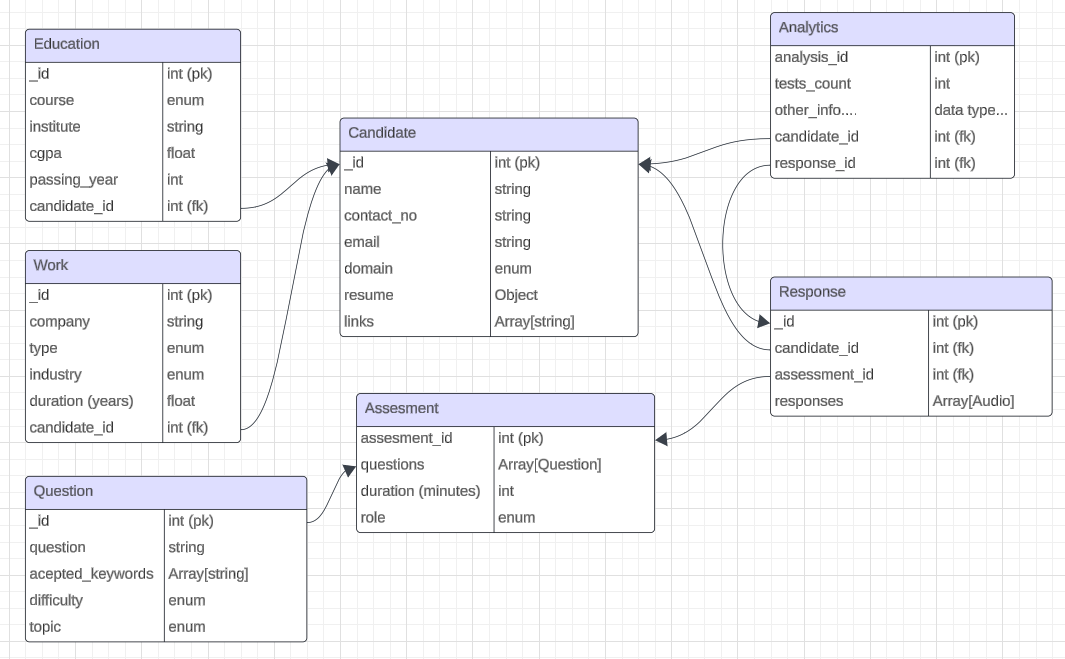 Education
_id int (pk)
course enum
institute string
cgpa float
passing_year int
candidate_id int (fk)
Work
_id int (pk)
company string
type enum
industry enum
duration (years) float
candidate_id int (fk)
Question
_id int (pk)
question string
acepted_keywords Array[string]
difficulty enum
topic enum
Candidate
_id int (pk)
name string
contact_no string
email string
domain enum
resume Object
links Array[string]
Assesment
assesment_id int (pk)
questions Array[Question]
duration (minutes) int
role enum
Analytics
analysis_id int (pk)
tests_count int
other_info.... data type...
candidate_id int (fk)
response_id int (fk)
Response
_id int (pk)
candidate_id int (fk)
assessment_id int (fk)
responses Array[Audio]